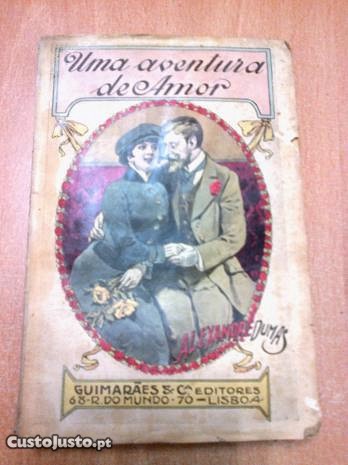 Uma aventura
de Amor
ALEXANDRE DUMAS
GUIMARÃES & Cª EDITORES
68-R. DO MUNDO-70-LISBOA
CustoJusto.pt